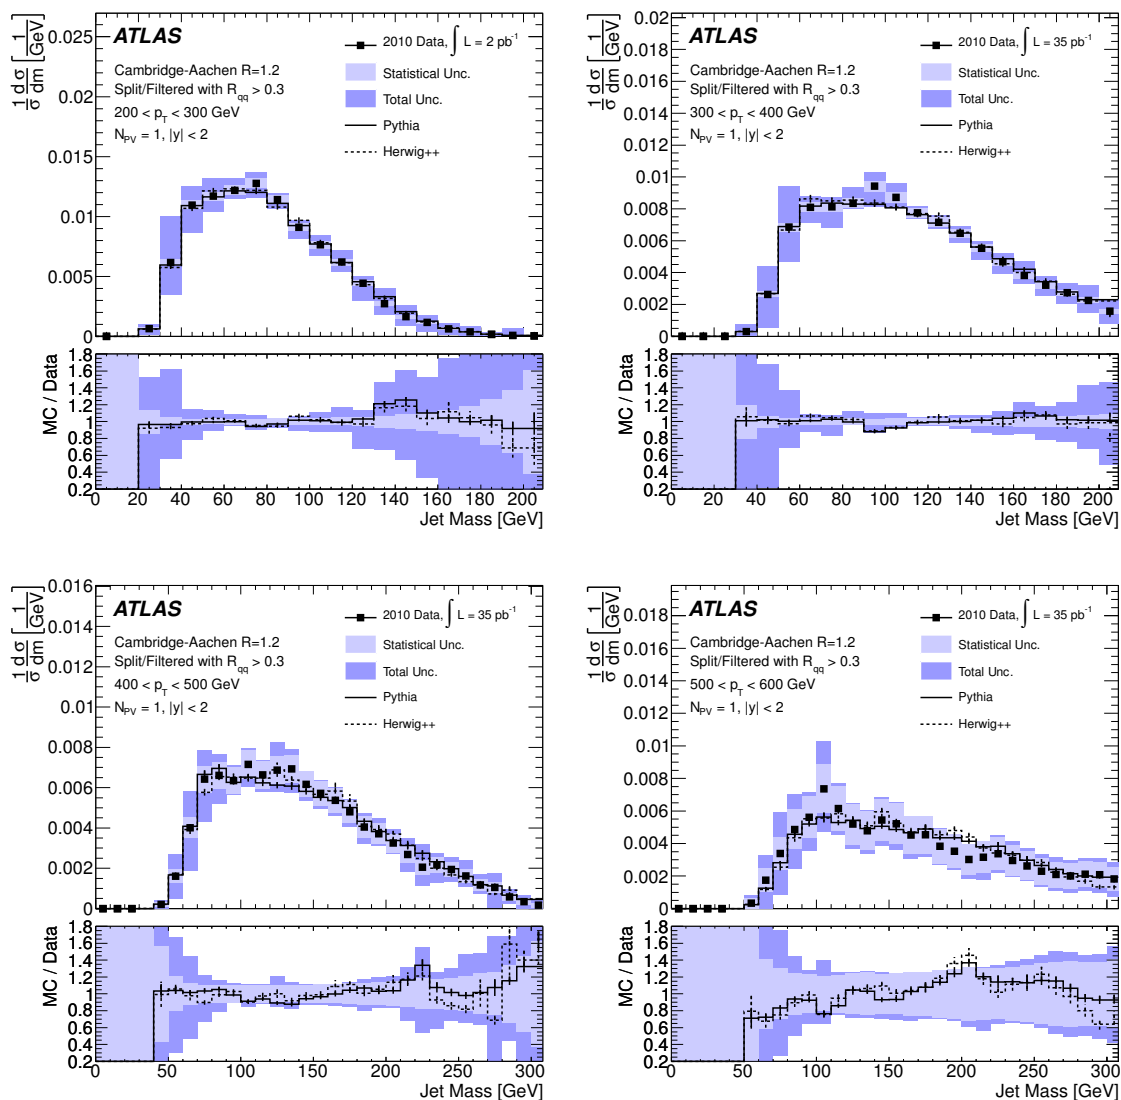 ATLAS
2010 Data, ∫ L = 2 pb⁻¹
Cambridge-Aachen R=1.2
Split/Filtered with R_qq > 0.3
200 < p_T < 300 GeV
N_PV = 1, |y| < 2
Statistical Unc.
Total Unc.
Pythia
Herwig++
1/σ dσ/dm [1/GeV]
0.025
0.02
0.015
0.01
0.005
0
MC / Data
1.8
1.6
1.4
1.2
1
0.8
0.6
0.4
0.2
0 20 40 60 80 100 120 140 160 180 200
Jet Mass [GeV]
ATLAS
2010 Data, ∫ L = 35 pb⁻¹
Cambridge-Aachen R=1.2
Split/Filtered with R_qq > 0.3
300 < p_T < 400 GeV
N_PV = 1, |y| < 2
Statistical Unc.
Total Unc.
Pythia
Herwig++
1/σ dσ/dm [1/GeV]
0.02
0.018
0.016
0.014
0.012
0.01
0.008
0.006
0.004
0.002
0
MC / Data
1.8
1.6
1.4
1.2
1
0.8
0.6
0.4
0.2
0 20 40 60 80 100 120 140 160 180 200
Jet Mass [GeV]
ATLAS
2010 Data, ∫ L = 35 pb⁻¹
Cambridge-Aachen R=1.2
Split/Filtered with R_qq > 0.3
400 < p_T < 500 GeV
N_PV = 1, |y| < 2
Statistical Unc.
Total Unc.
Pythia
Herwig++
1/σ dσ/dm [1/GeV]
0.016
0.014
0.012
0.01
0.008
0.006
0.004
0.002
0
MC / Data
1.8
1.6
1.4
1.2
1
0.8
0.6
0.4
0.2
0 50 100 150 200 250 300
Jet Mass [GeV]
ATLAS
2010 Data, ∫ L = 35 pb⁻¹
Cambridge-Aachen R=1.2
Split/Filtered with R_qq > 0.3
500 < p_T < 600 GeV
N_PV = 1, |y| < 2
Statistical Unc.
Total Unc.
Pythia
Herwig++
1/σ dσ/dm [1/GeV]
0.018
0.016
0.014
0.012
0.01
0.008
0.006
0.004
0.002
0
MC / Data
1.8
1.6
1.4
1.2
1
0.8
0.6
0.4
0.2
0 50 100 150 200 250 300
Jet Mass [GeV]